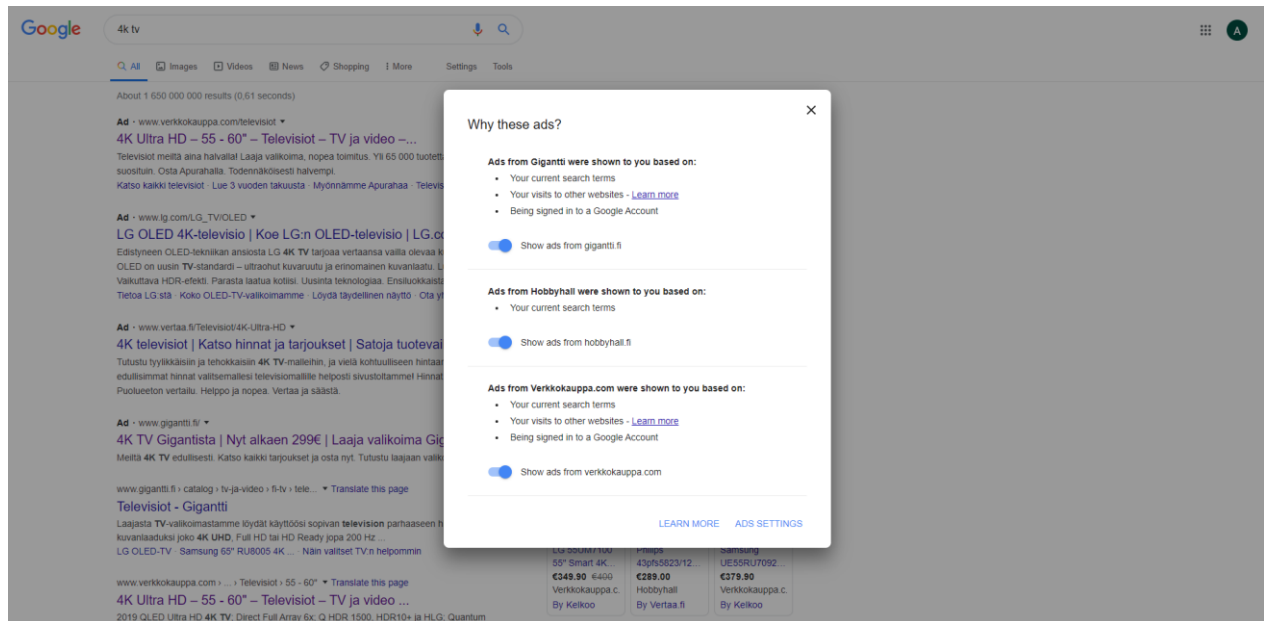 Google
4k tv
A
All Images Videos News Shopping More Settings Tools
About 1 650 000 000 results (0,61 seconds)
Ad · www.verkkokauppa.com/televisiot
4K Ultra HD – 55 - 60" – Televisiot – TV ja video –...
Televisiot meiltä aina halvalla! Laaja valikoima, nopea toimitus. Yli 65 000
suosituin. Osta Apurahalla. Todennäköisesti halvempi.
Katso kaikki televisiot · Lue 3 vuoden takuusta · Myönnämme Apurahaa ·
Ad · www.lg.com/LG_TV/OLED
LG OLED 4K-televisio | Koe LG:n OLED-televisio |
Edistyneen OLED-tekniikan ansiosta LG 4K TV tarjoaa vertaansa vailla olevaa
OLED on uusin TV-standardi – ultraohut kuvaruutu ja erinomainen kuvanlaatu.
Vaikuttava HDR-efekti. Parasta laatua kotiisi. Uusinta teknologiaa.
Tietoa LG:stä · Koko OLED-TV-valikoimamme · Löydä täydellinen näyttö · Ota
Ad · www.vertaa.fi/Televisiot/4K-Ultra-HD
4K televisiot | Katso hinnat ja tarjoukset | Satoja
Tutustu tyylikkäisiin ja tehokkaisiin 4K TV-malleihin, ja vielä kohtuulliseen
edullisimmat hinnat valitsemallesi televisiomallille helposti sivustoltamme!
Puolueeton vertailu. Helppo ja nopea. Vertaa ja säästä.
Ad · www.gigantti.fi/
4K TV Gigantista | Nyt alkaen 299€ | Laaja valikoima
Meiltä 4K TV edullisesti. Katso kaikki tarjoukset ja osta nyt. Tutustu laajaan
www.gigantti.fi › catalog › tv-ja-video › fi-tv › tele... Translate this page
Televisiot - Gigantti
Laajasta TV-valikoimastamme löydät käyttöösi sopivan television parhaaseen
kuvanlaaduksi joko 4K UHD, Full HD tai HD Ready jopa 200 Hz ...
LG OLED-TV · Samsung 65" RU8005 4K ... · Näin valitset TV:n helpommin
www.verkkokauppa.com › ... › Televisiot › 55 - 60" Translate this page
4K Ultra HD – 55 - 60" – Televisiot – TV ja video ...
2019 QLED Ultra HD 4K TV; Direct Full Array 6x; Q HDR 1500, HDR10+ ja HLG; Quantum
Why these ads?
Ads from Gigantti were shown to you based on:
• Your current search terms
• Your visits to other websites - Learn more
• Being signed in to a Google Account
Show ads from gigantti.fi
Ads from Hobbyhall were shown to you based on:
• Your current search terms
Show ads from hobbyhall.fi
Ads from Verkkokauppa.com were shown to you based on:
• Your current search terms
• Your visits to other websites - Learn more
• Being signed in to a Google Account
Show ads from verkkokauppa.com
LEARN MORE ADS SETTINGS
LG 55UM7100 Philips Samsung
55" Smart 4K... 43pfs5823/12... UE55RU7092...
€349.90 €400 €289.00 €379.90
Verkkokauppa.c. Hobbyhall Verkkokauppa.c.
By Kelkoo By Vertaa.fi By Kelkoo